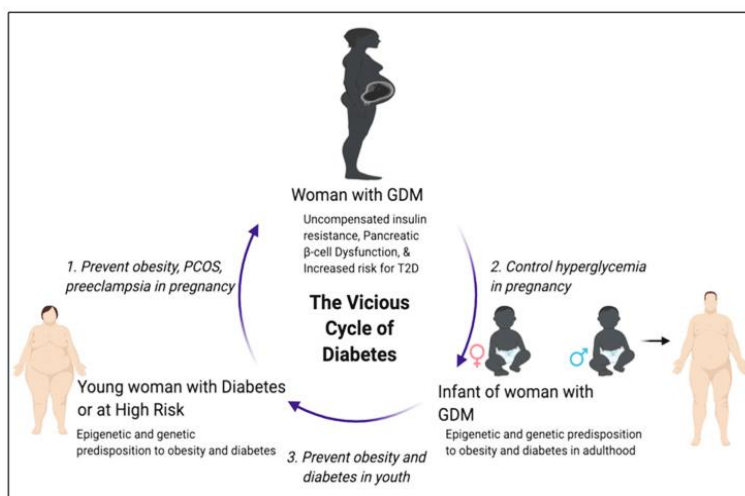 Woman with GDM
Uncompensated insulin
resistance, Pancreatic
β-cell Dysfunction, &
Increased risk for T2D
1. Prevent obesity, PCOS,
preeclampsia in pregnancy
2. Control hyperglycemia
in pregnancy
The Vicious
Cycle of
Diabetes
Young woman with Diabetes
or at High Risk
Epigenetic and genetic
predisposition to obesity and diabetes
Infant of woman with
GDM
Epigenetic and genetic predisposition
to obesity and diabetes in adulthood
3. Prevent obesity and
diabetes in youth